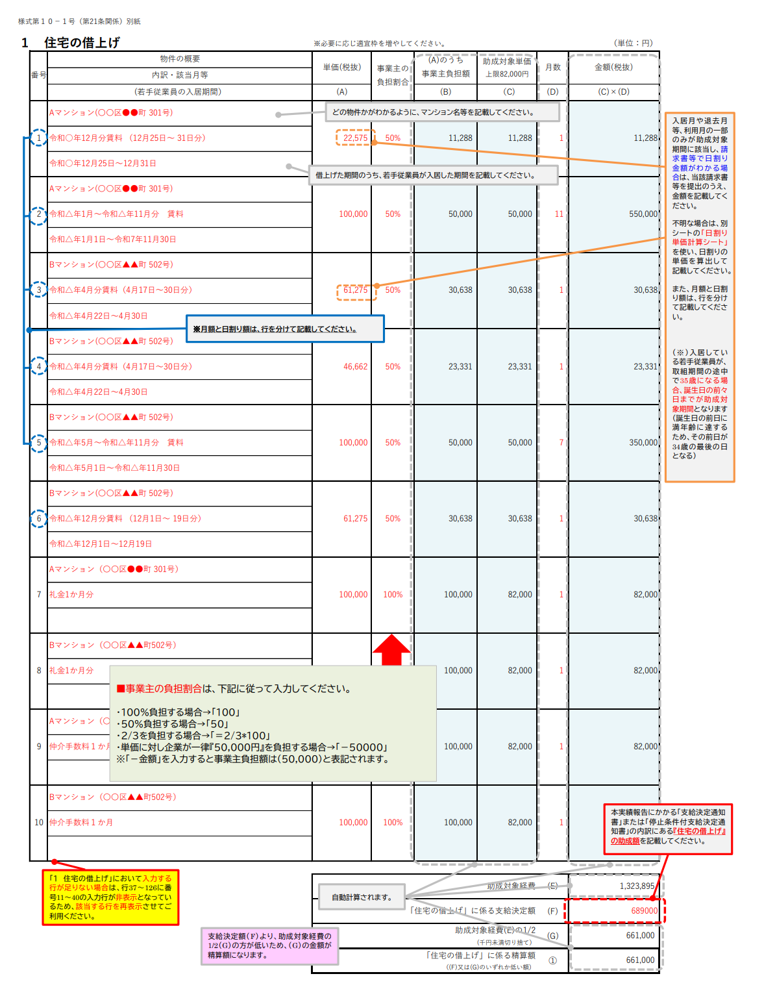 様式第１０－１号（第21条関係）別紙
1　住宅の借上げ
※必要に応じ適宜枠を増やしてください。
（単位：円）
番号
物件の概要
内訳・該当月等
（若手従業員の入居期間）
単価(税抜)
(A)
事業主の
負担割合
(A)のうち
事業主負担額
(B)
助成対象単価
上限82,000円
(C)
月数
(D)
金額(税抜)
(C)×(D)
どの物件かがわかるように、マンション名等を記載してください。
1
Aマンション(〇〇区●●町 301号)
令和〇年12月分賃料 （12月25日～ 31日分）
令和〇年12月25日～12月31日
22,575 50% 11,288 11,288 1 11,288
借上げた期間のうち、若手従業員が入居した期間を記載してください。
2
Aマンション(〇〇区●●町 301号)
令和△年1月～令和△年11月分　賃料
令和△年1月1日～令和7年11月30日
100,000 50% 50,000 50,000 11 550,000
3
Bマンション(〇〇区▲▲町 502号)
令和△年4月分賃料（4月17日～30日分）
令和△年4月22日～4月30日
61,275 50% 30,638 30,638 1 30,638
※月額と日割り額は、行を分けて記載してください。
4
Bマンション(〇〇区▲▲町 502号)
令和△年4月分賃料（4月17日～30日分）
令和△年4月22日～4月30日
46,662 50% 23,331 23,331 1 23,331
5
Bマンション(〇〇区▲▲町 502号)
令和△年5月～令和△年11月分　賃料
令和△年5月1日～令和△年11月30日
100,000 50% 50,000 50,000 7 350,000
6
Bマンション(〇〇区▲▲町 502号)
令和△年12月分賃料 （12月1日～ 19日分）
令和△年12月1日～12月19日
61,275 50% 30,638 30,638 1 30,638
7
Aマンション（〇〇区●●町 301号）
礼金1か月分
100,000 100% 100,000 82,000 1 82,000
8
Bマンション（〇〇区▲▲町502号）
礼金1か月分
100,000 82,000 1 82,000
■事業主の負担割合は、下記に従って入力してください。
・100%負担する場合→「100」
・50%負担する場合→「50」
・2/3を負担する場合→「＝2/3*100」
・単価に対し企業が一律『50,000円』を負担する場合→「－50000」
※「－金額」を入力すると事業主負担額は(50,000)と表記されます。
9
Aマンション（〇
仲介手数料１か月
100,000 82,000 1 82,000
10
Bマンション（〇〇区▲▲町502号）
仲介手数料１か月
100,000 100% 100,000 82,000 1
入居月や退去月
等、利用月の一部
のみが助成対象
期間に該当し、請
求書等で日割り
金額がわかる場
合は、当該請求書
等を提出のうえ、
金額を記載してく
ださい。
不明な場合は、別
シートの「日割り
単価計算シート」
を使い、日割りの
単価を算出して
記載してください。
また、月額と日割
り額は、行を分け
て記載してくださ
い。
（※）入居してい
る若手従業員が、
取組期間の途中
で35歳になる場
合、誕生日の前々
日までが助成対
象期間となります
（誕生日の前日に
満年齢に達する
ため、その前日が
34歳の最後の日
となる）
本実績報告にかかる「支給決定通知
書」または「停止条件付支給決定通
知書」の内訳にある『住宅の借上げ』
の助成額を記載してください。
「1　住宅の借上げ」において入力する
行が足りない場合は、行37～126に番
号11～40の入力行が非表示となってい
るため、該当する行を再表示させてご
利用ください。
自動計算されます。
助成対象経費 (E) 1,323,895
「住宅の借上げ」に係る支給決定額 (F) 689000
助成対象経費(E)の1/2
（千円未満切り捨て）
(G) 661,000
「住宅の借上げ」に係る精算額
((F)又は(G)のいずれか低い額)
① 661,000
支給決定額(F)より、助成対象経費の
1/2(G)の方が低いため、(G)の金額が
精算額になります。